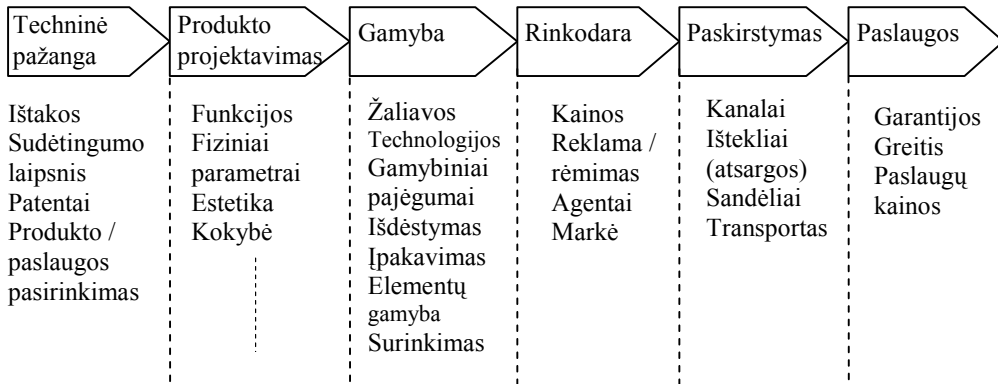 Techninė
pažanga
Produkto
projektavimas
Gamyba
Rinkodara
Paskirstymas
Paslaugos
Ištakos
Sudėtingumo
laipsnis
Patentai
Produkto /
paslaugos
pasirinkimas
Funkcijos
Fiziniai
parametrai
Estetika
Kokybė
Žaliavos
Technologijos
Gamybiniai
pajėgumai
Išdėstymas
Įpakavimas
Elementų
gamyba
Surinkimas
Kainos
Reklama /
rėmimas
Agentai
Markė
Kanalai
Ištekliai
(atsargos)
Sandėliai
Transportas
Garantijos
Greitis
Paslaugų
kainos